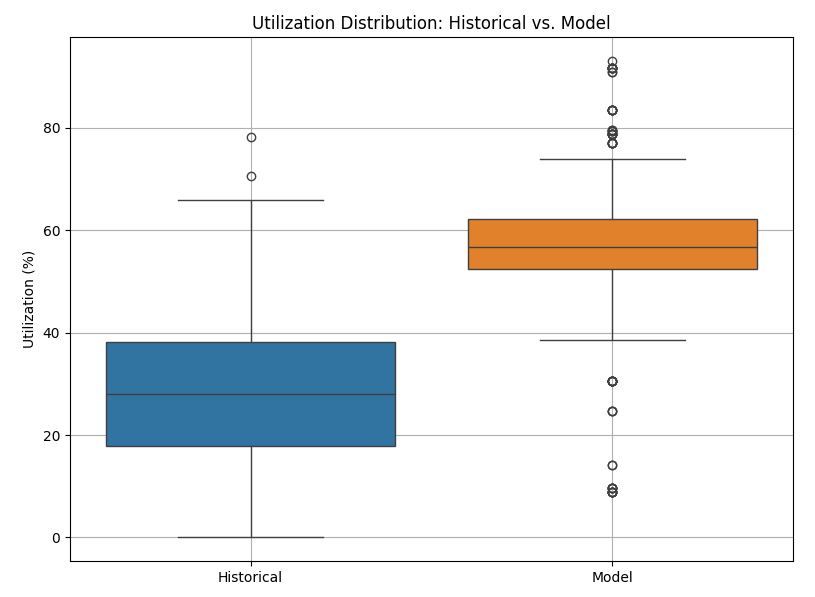 Utilization Distribution: Historical vs. Model
Utilization (%)
80
60
40
20
0
Historical
Model